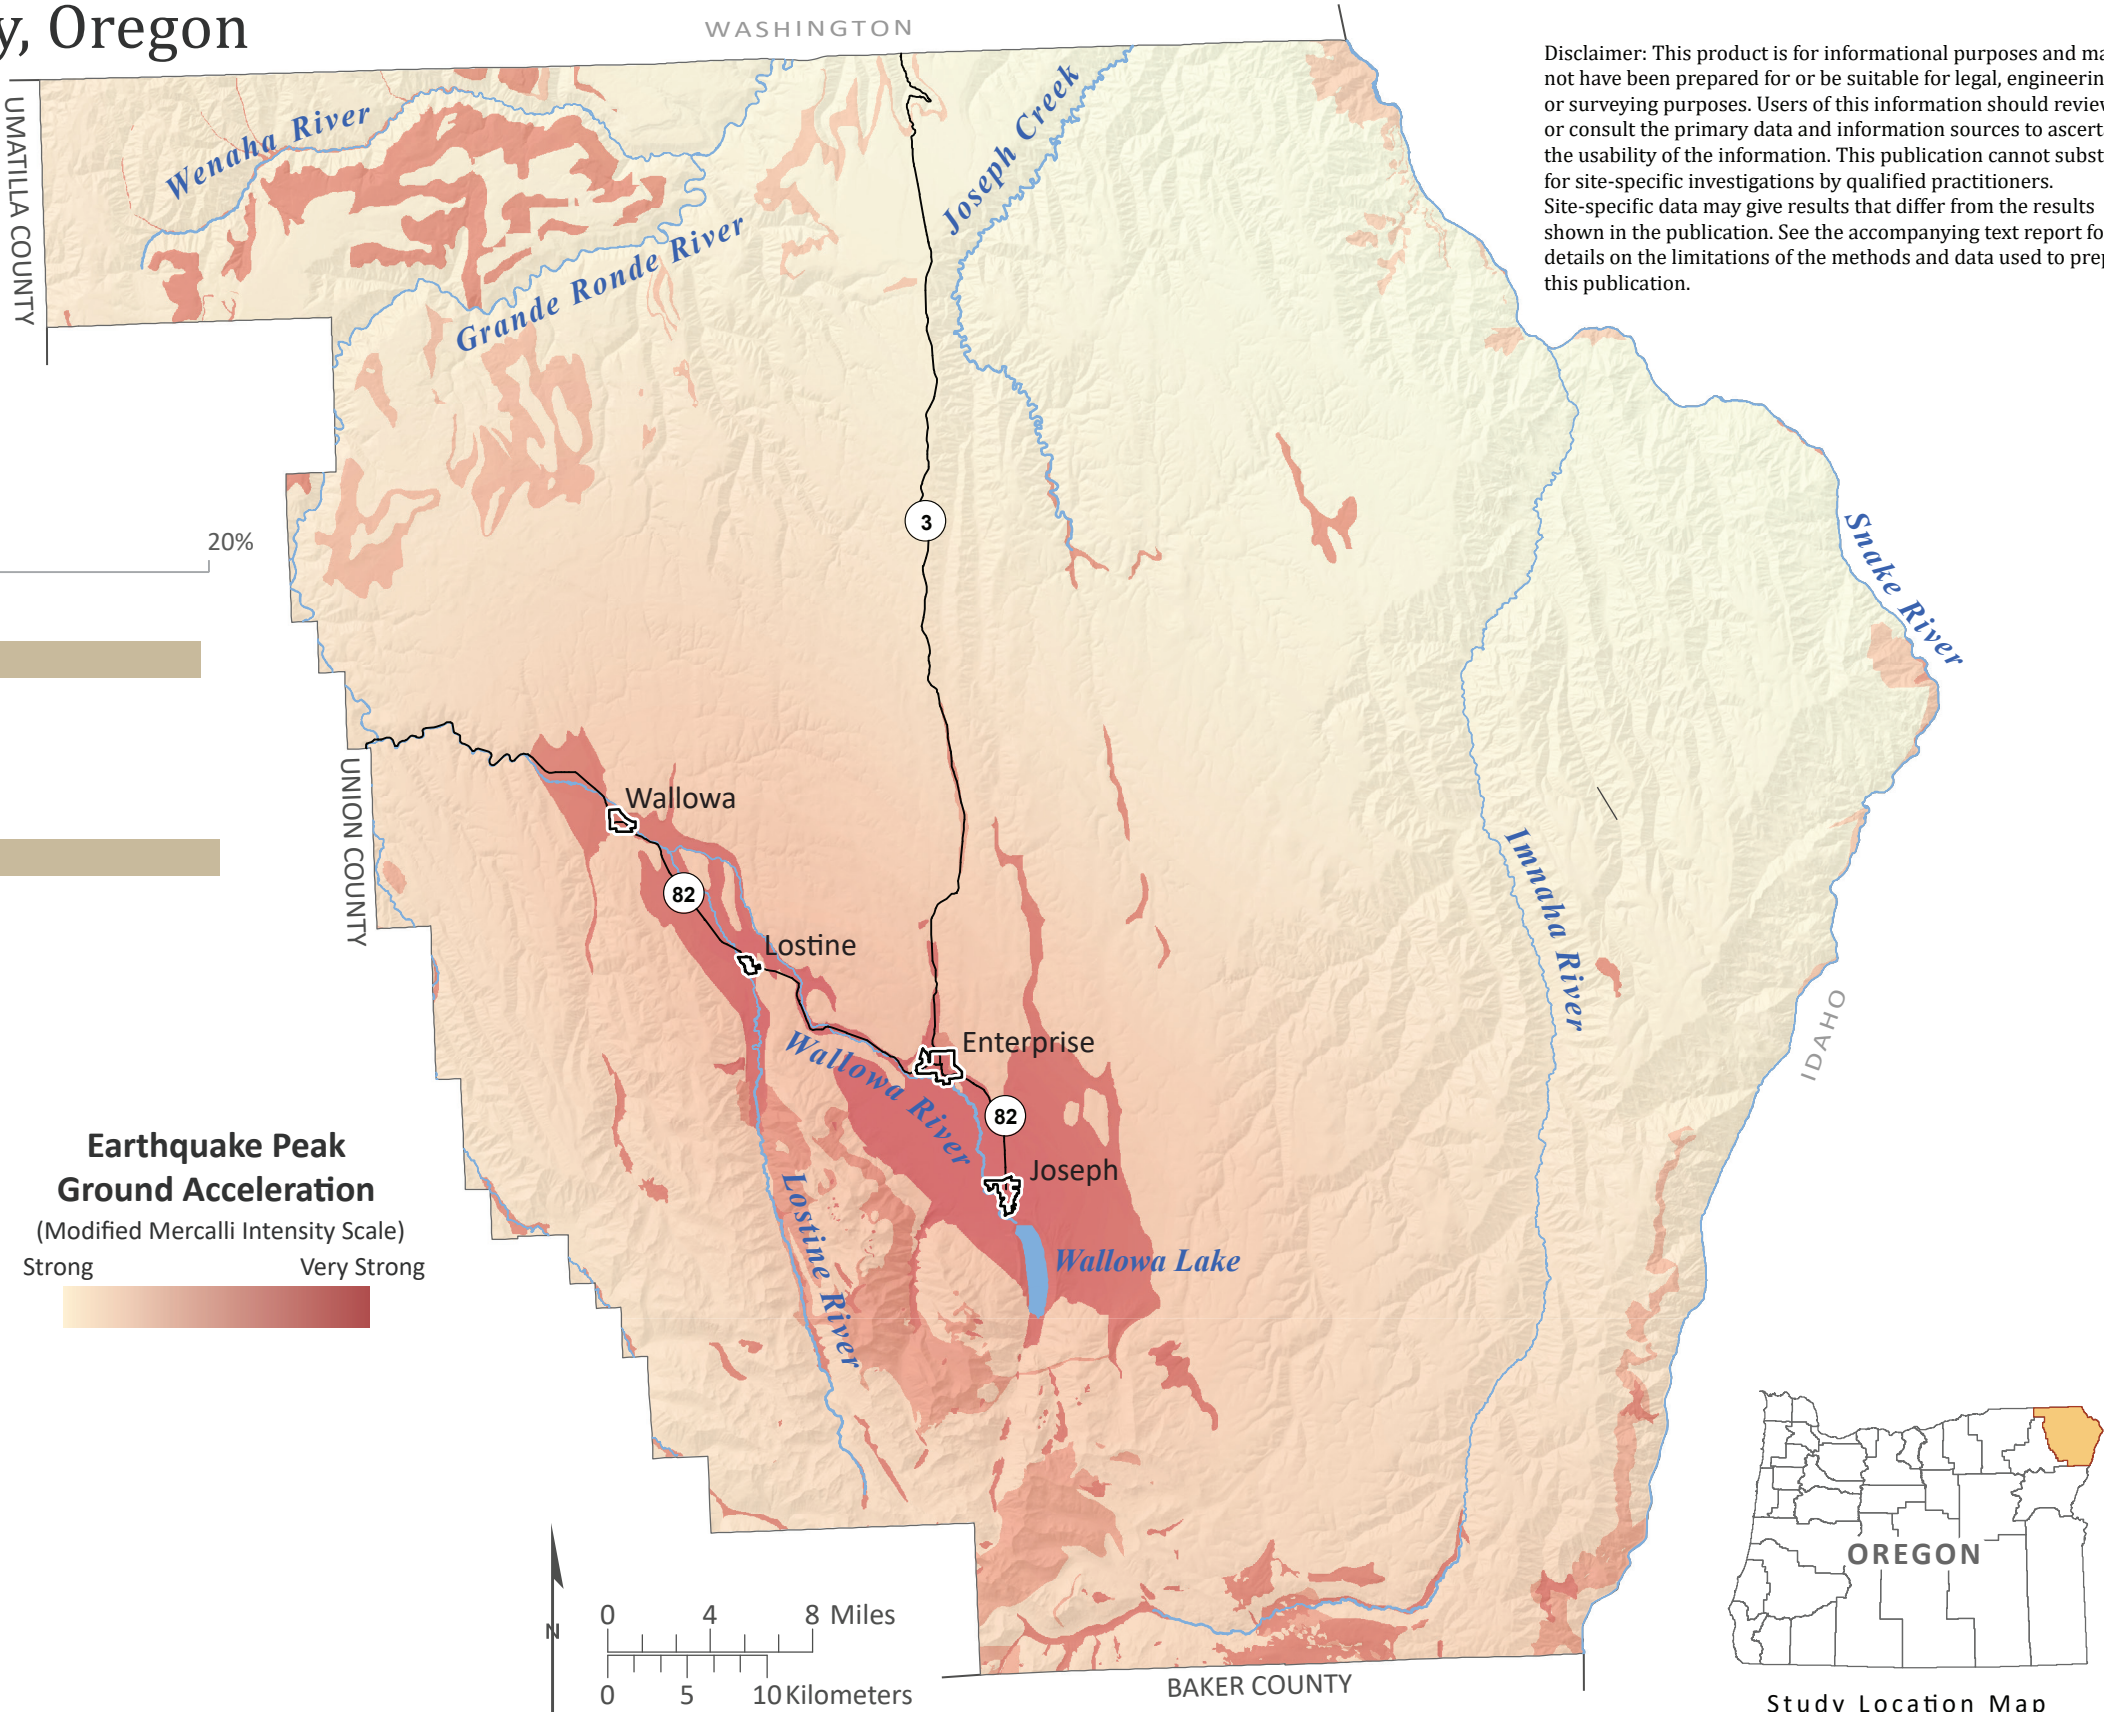 y, Oregon
WASHINGTON
Disclaimer: This product is for informational purposes and ma
not have been prepared for or be suitable for legal, engineerin
or surveying purposes. Users of this information should review
or consult the primary data and information sources to ascert
the usability of the information. This publication cannot subst
for site-specific investigations by qualified practitioners.
Site-specific data may give results that differ from the results
shown in the publication. See the accompanying text report fo
details on the limitations of the methods and data used to prep
this publication.
UMATILLA COUNTY
Wenaha River
Joseph Creek
Grande Ronde River
3
20%
Snake River
UNION COUNTY
Wallowa
82
Lostine
Imnaha River
IDAHO
Enterprise
Wallowa River
82
Joseph
Lostine River
Wallowa Lake
Earthquake Peak
Ground Acceleration
(Modified Mercalli Intensity Scale)
Strong Very Strong
N
0 4 8 Miles
0 5 10 Kilometers
BAKER COUNTY
OREGON
Study Location Map